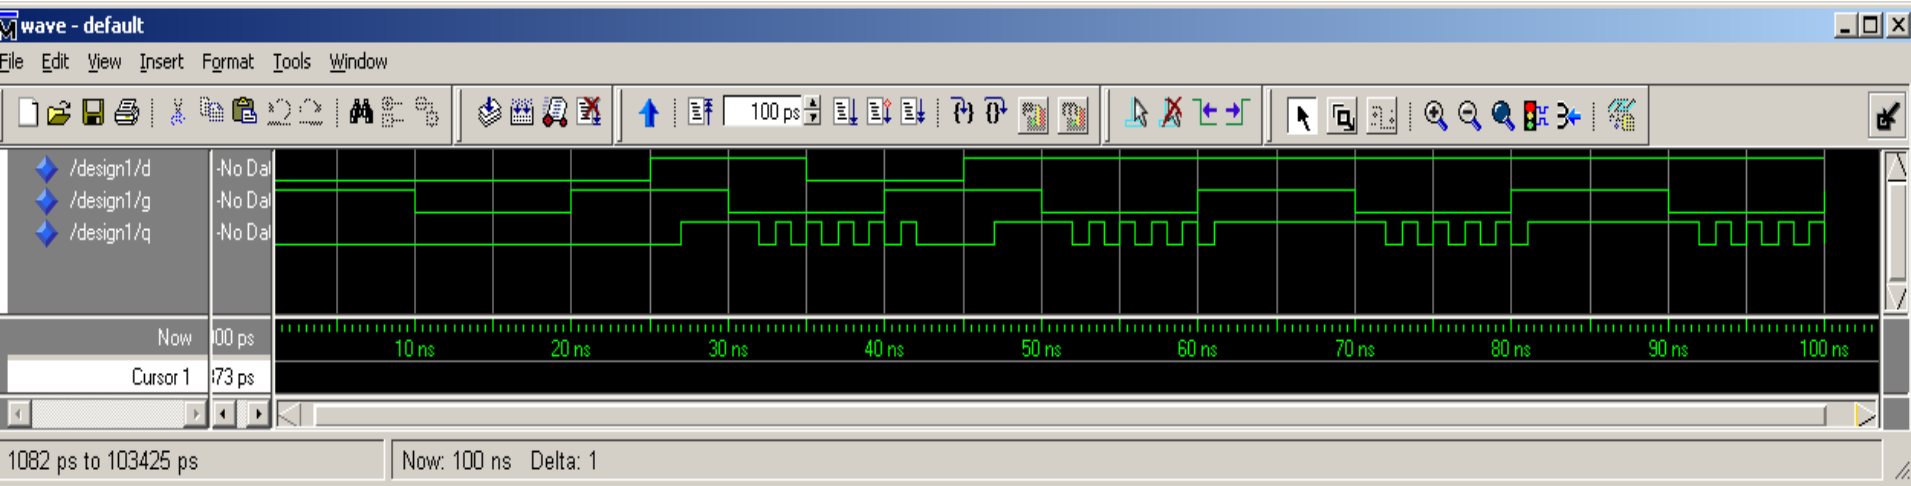 wave - default
File Edit View Insert Format Tools Window
100 ps
/design1/d -No Dat
/design1/g -No Dat
/design1/q -No Dat
Now 00 ps
10 ns 20 ns 30 ns 40 ns 50 ns 60 ns 70 ns 80 ns 90 ns 100 ns
Cursor 1 73 ps
1082 ps to 103425 ps Now: 100 ns Delta: 1